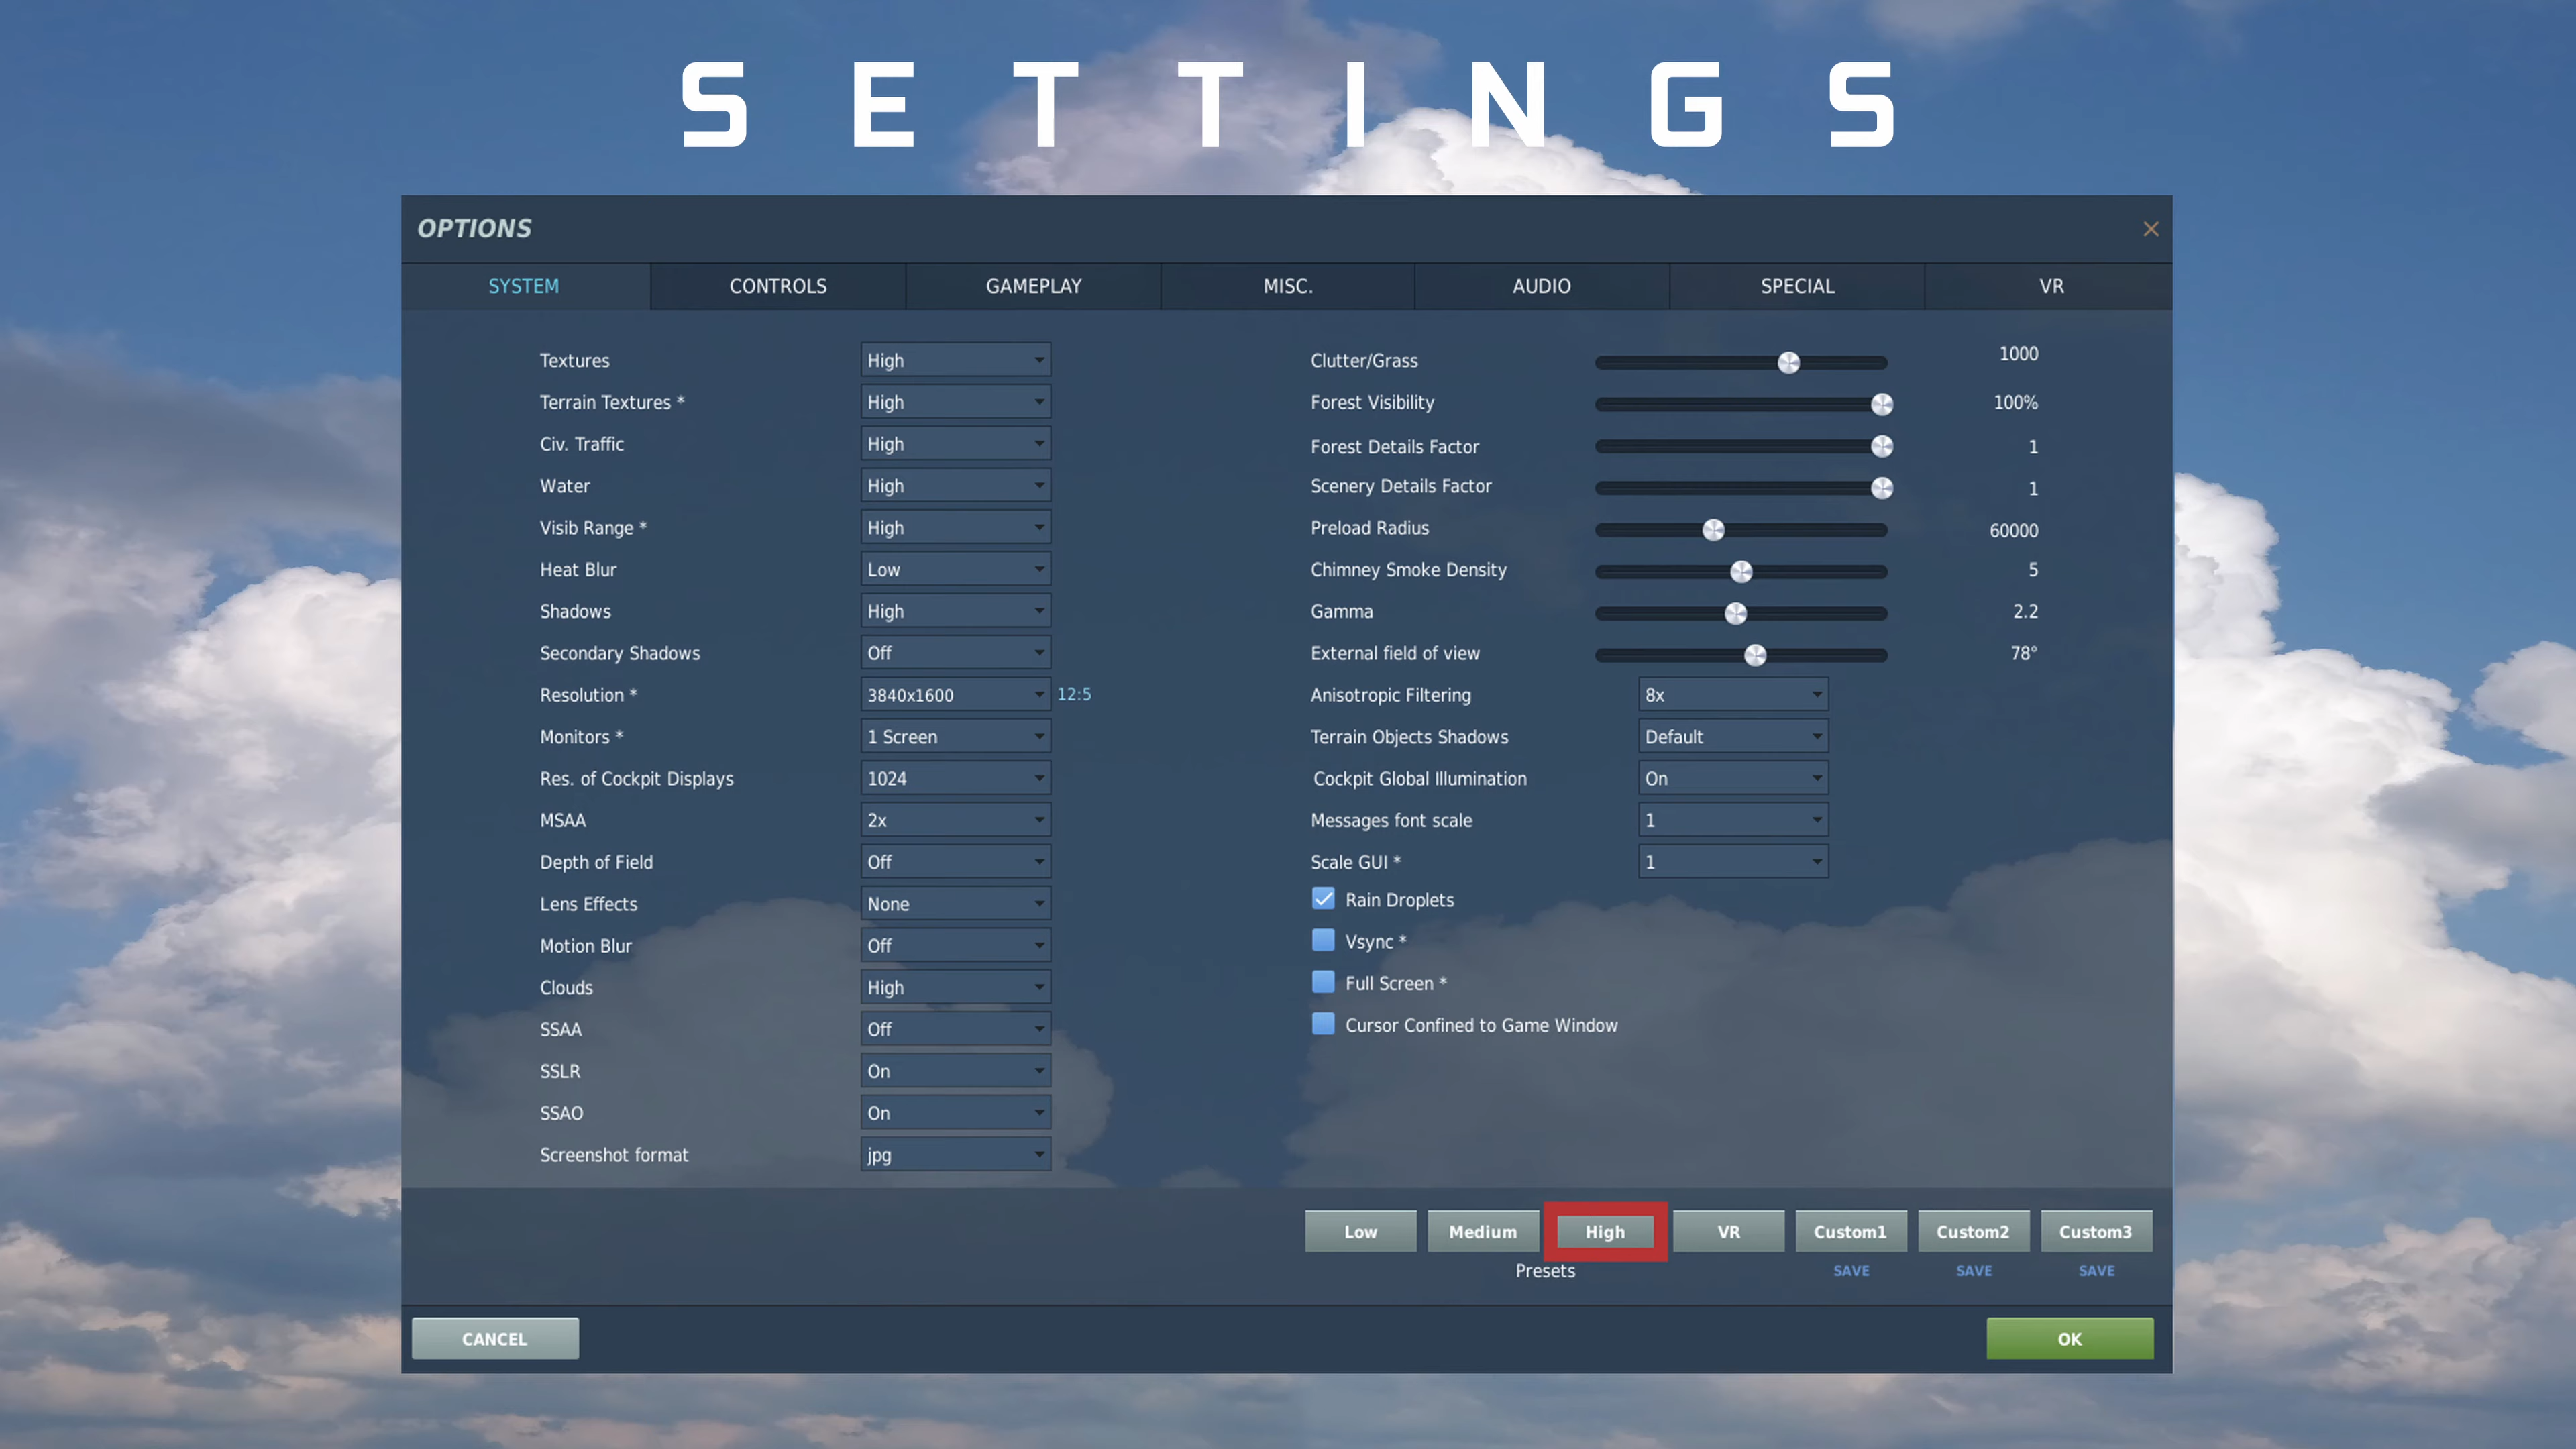 SETTINGS
OPTIONS
SYSTEM CONTROLS GAMEPLAY MISC. AUDIO SPECIAL VR
Textures High
Terrain Textures * High
Civ. Traffic High
Water High
Visib Range * High
Heat Blur Low
Shadows High
Secondary Shadows Off
Resolution * 3840x1600 12:5
Monitors * 1 Screen
Res. of Cockpit Displays 1024
MSAA 2x
Depth of Field Off
Lens Effects None
Motion Blur Off
Clouds High
SSAA Off
SSLR On
SSAO On
Screenshot format jpg
Clutter/Grass 1000
Forest Visibility 100%
Forest Details Factor 1
Scenery Details Factor 1
Preload Radius 60000
Chimney Smoke Density 5
Gamma 2.2
External field of view 78°
Anisotropic Filtering 8x
Terrain Objects Shadows Default
Cockpit Global Illumination On
Messages font scale 1
Scale GUI * 1
Rain Droplets
Vsync *
Full Screen *
Cursor Confined to Game Window
Low Medium High VR Custom1 Custom2 Custom3
Presets SAVE SAVE SAVE
CANCEL OK